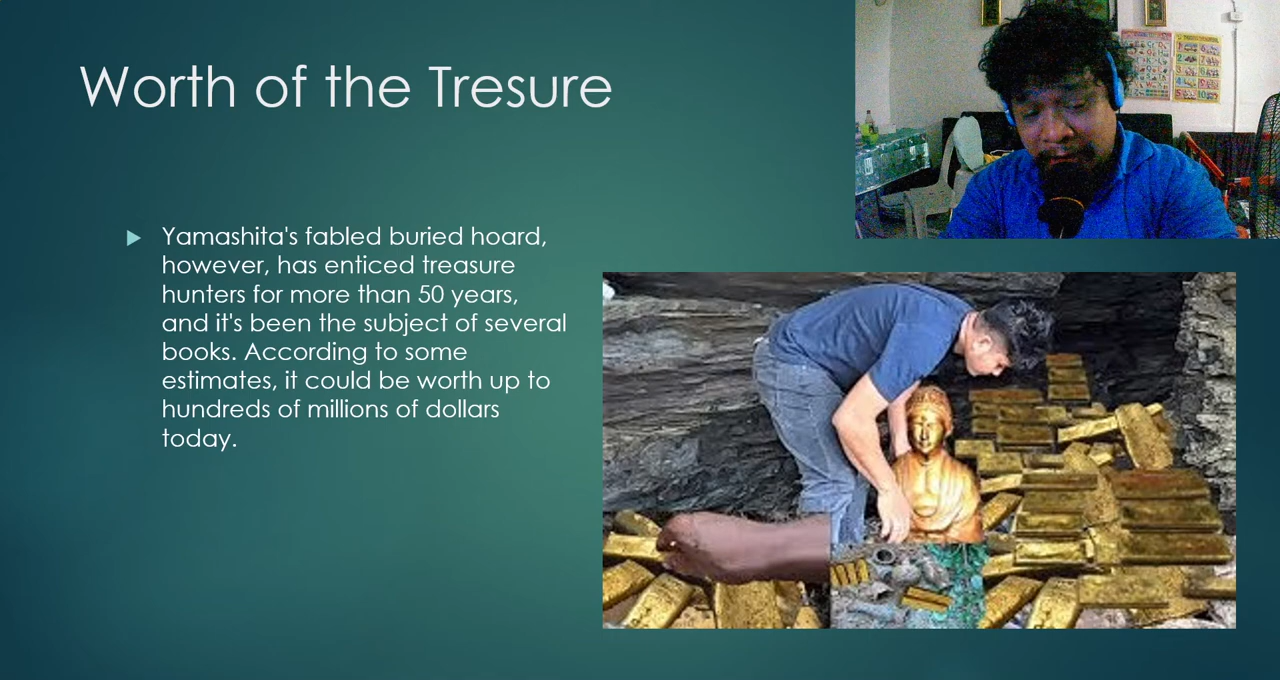 Worth of the Tresure
Yamashita's fabled buried hoard,
however, has enticed treasure
hunters for more than 50 years,
and it's been the subject of several
books. According to some
estimates, it could be worth up to
hundreds of millions of dollars
today.